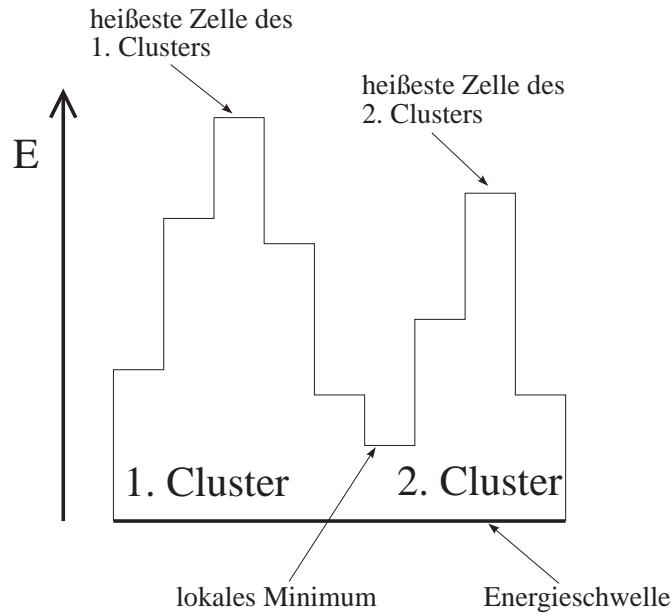 heißeste Zelle des
1. Clusters
heißeste Zelle des
2. Clusters
E
1. Cluster
2. Cluster
lokales Minimum
Energieschwelle